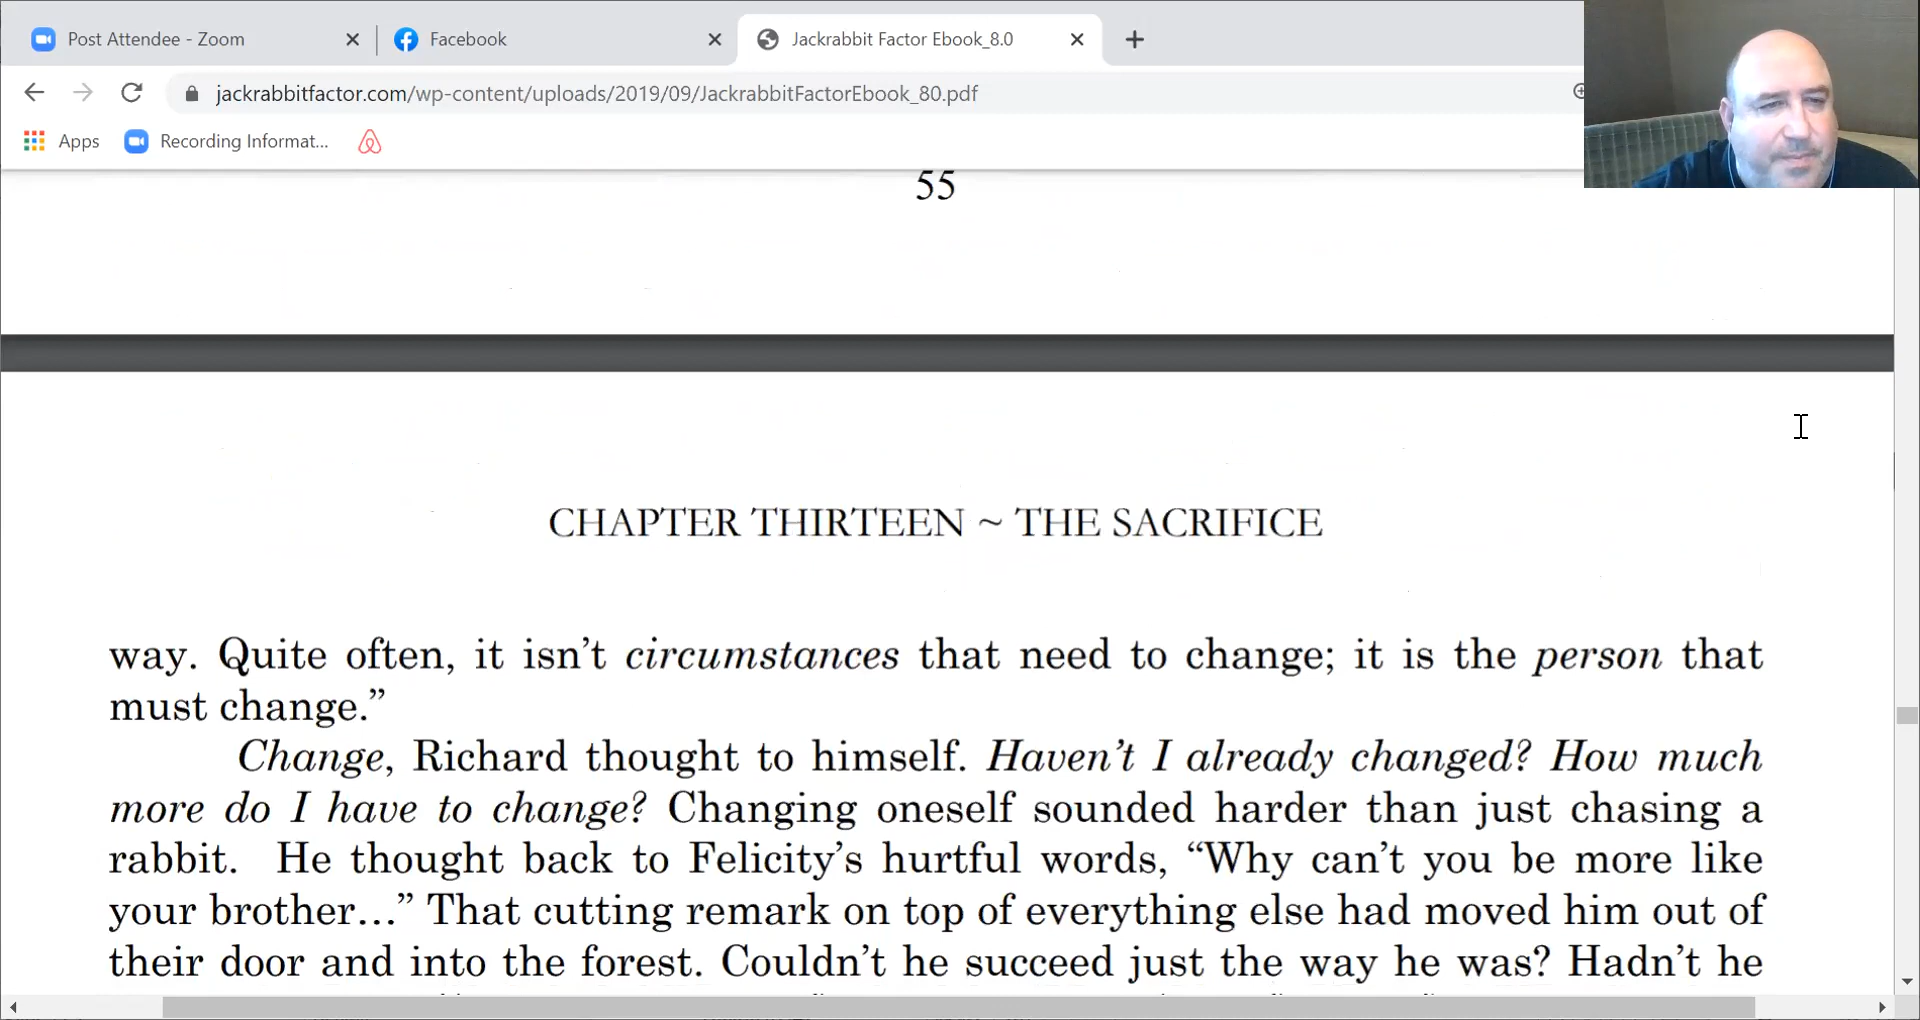 Post Attendee - Zoom
Facebook
Jackrabbit Factor Ebook_8.0
jackrabbitfactor.com/wp-content/uploads/2019/09/JackrabbitFactorEbook_80.pdf
Apps
Recording Informat...
55
CHAPTER THIRTEEN ~ THE SACRIFICE
way. Quite often, it isn’t circumstances that need to change; it is the person that
must change.”
Change, Richard thought to himself. Haven’t I already changed? How much
more do I have to change? Changing oneself sounded harder than just chasing a
rabbit. He thought back to Felicity’s hurtful words, “Why can’t you be more like
your brother…” That cutting remark on top of everything else had moved him out of
their door and into the forest. Couldn’t he succeed just the way he was? Hadn’t he